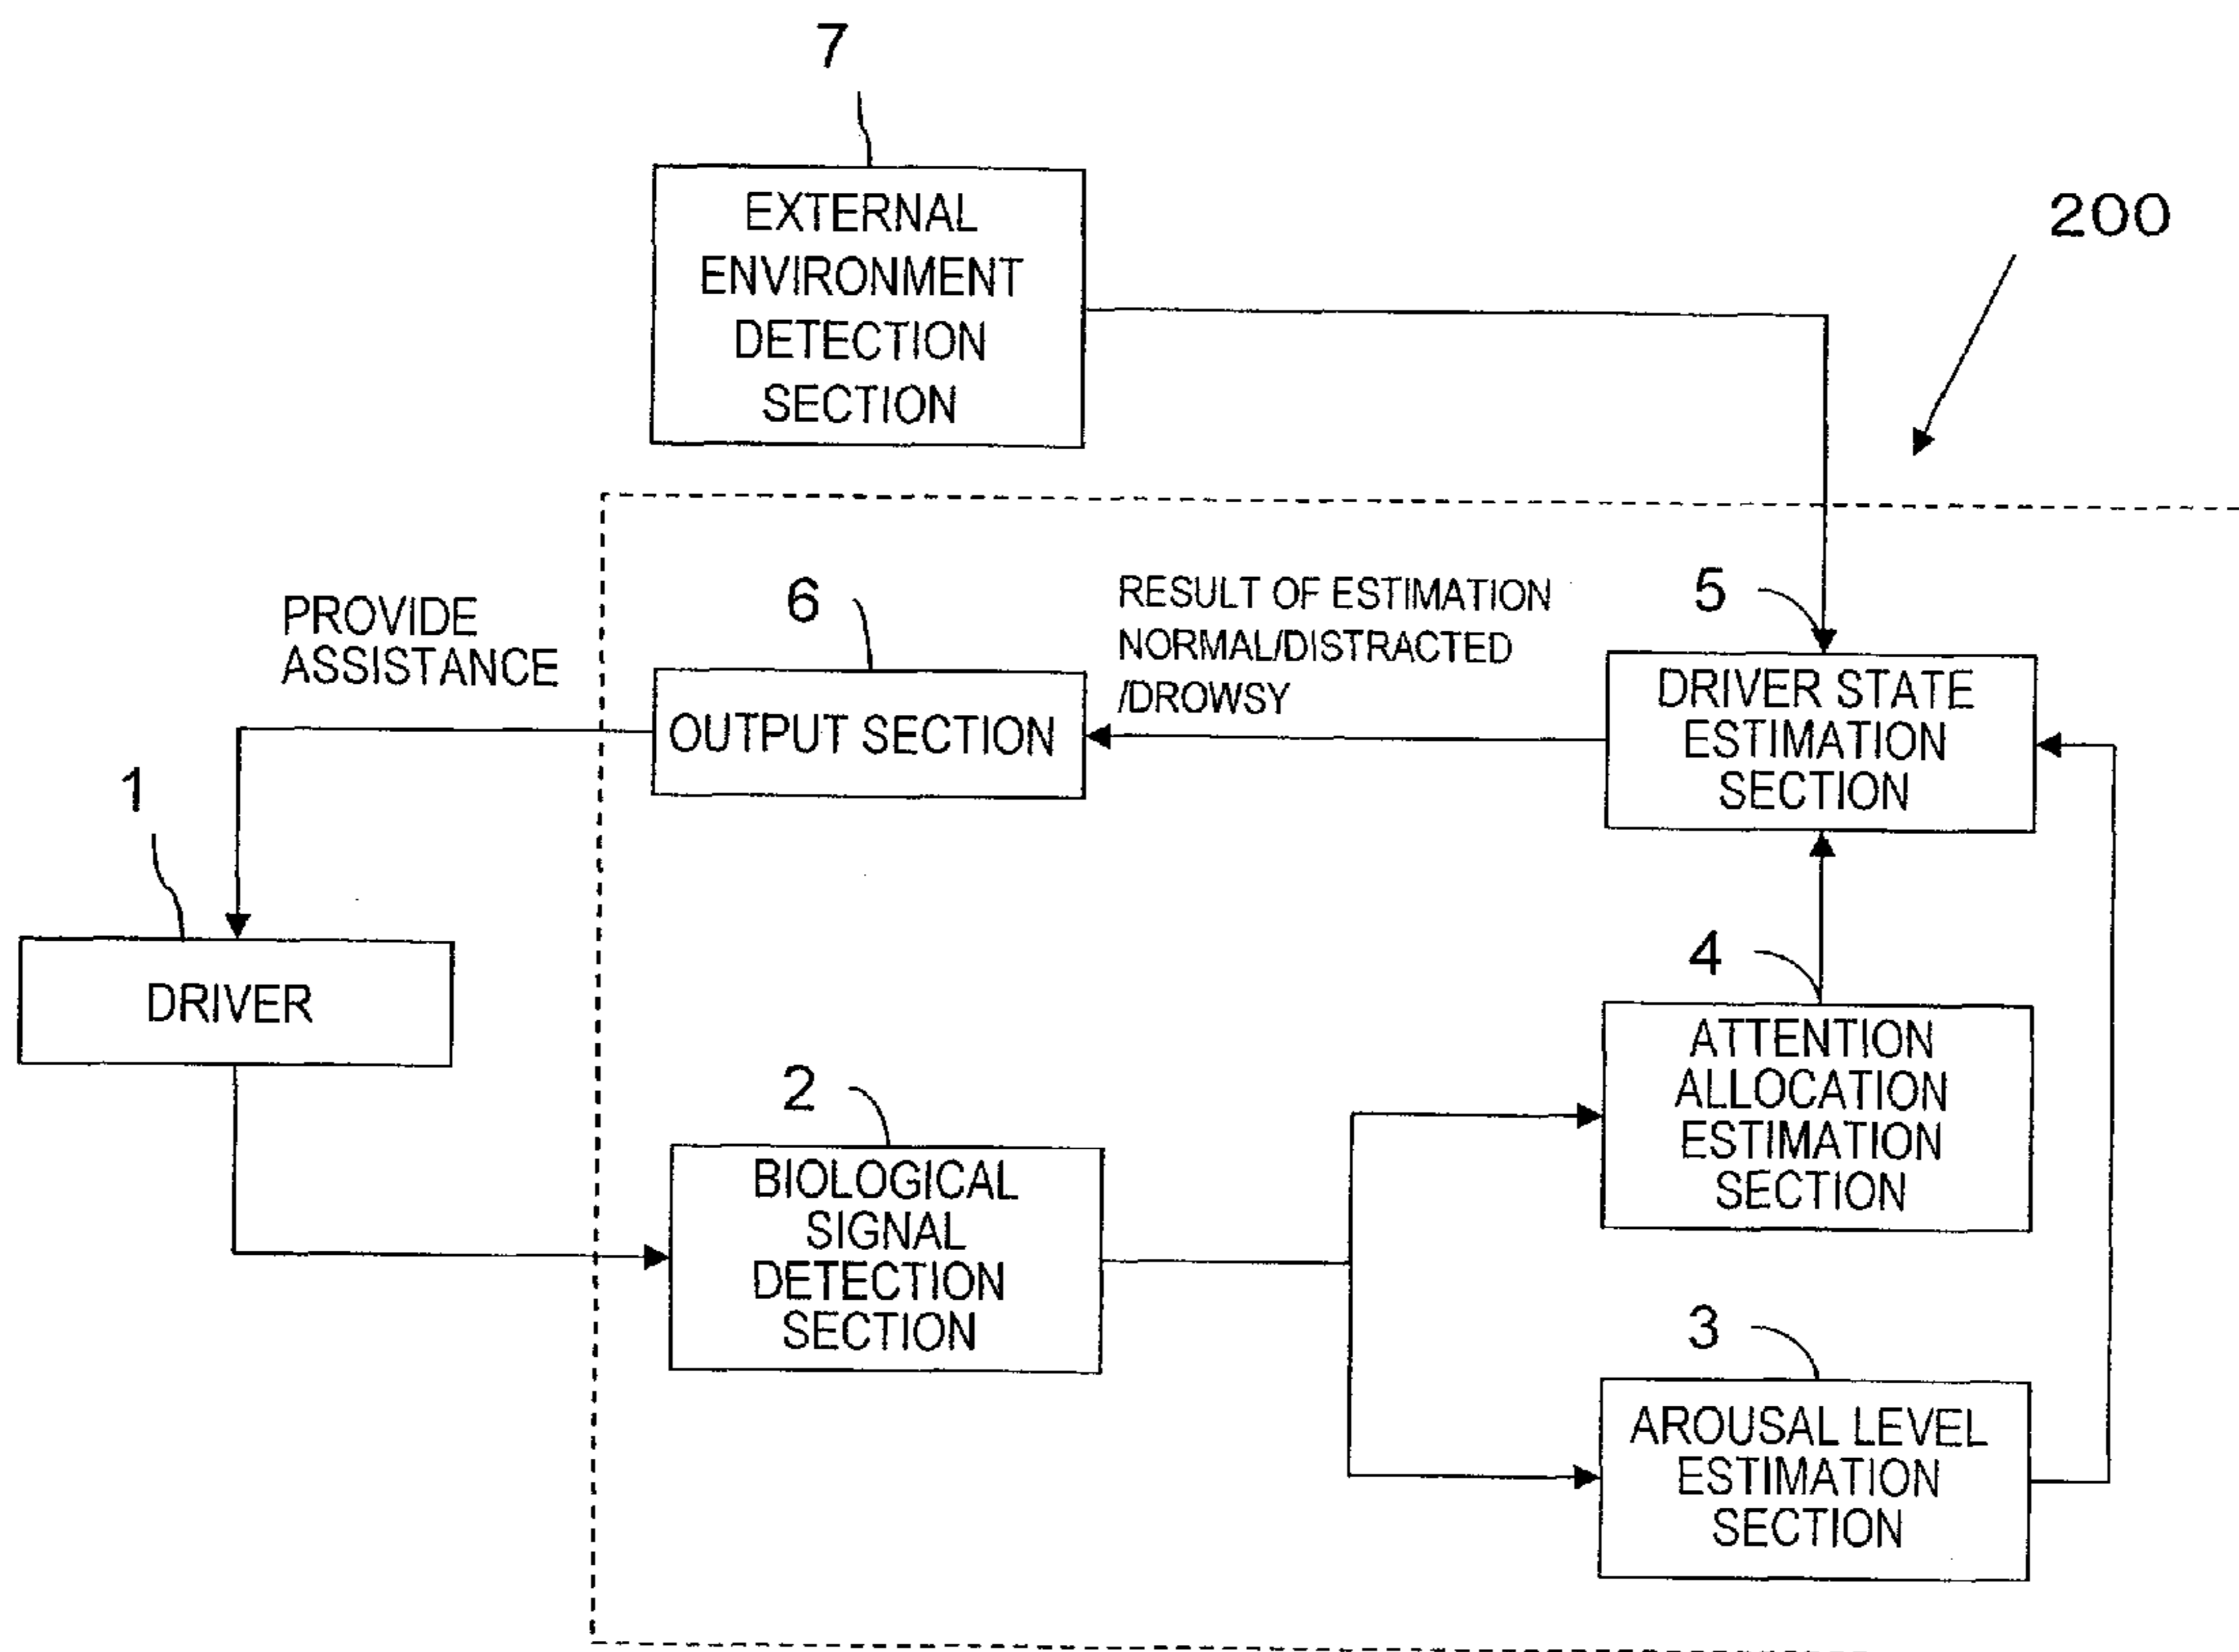 7
EXTERNAL
ENVIRONMENT
DETECTION
SECTION
200
PROVIDE
ASSISTANCE
6
RESULT OF ESTIMATION
NORMAL/DISTRACTED
/DROWSY
5
OUTPUT SECTION
DRIVER STATE
ESTIMATION
SECTION
1
DRIVER
4
ATTENTION
ALLOCATION
ESTIMATION
SECTION
2
BIOLOGICAL
SIGNAL
DETECTION
SECTION
3
AROUSAL LEVEL
ESTIMATION
SECTION